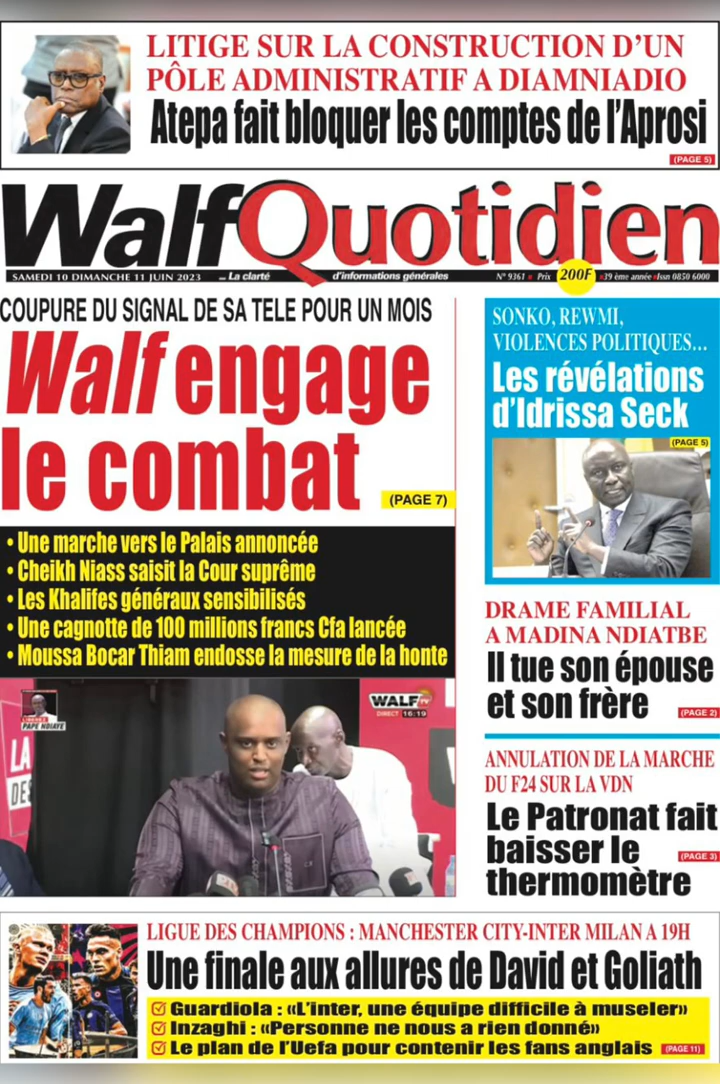 LITIGE SUR LA CONSTRUCTION D'UN
PÔLE ADMINISTRATIF A DIAMNIADIO
Atepa fait bloquer les comptes de l'Aprosi
(PAGE 5)
WalfQuotidien
SAMEDI 10 DIMANCHE 11 JUIN 2023 ... La clarté d'informations générales N° 9361 • Prix 200F •39 ème année •Issn 0850 6000
COUPURE DU SIGNAL DE SA TELE POUR UN MOIS
Walf engage
le combat
(PAGE 7)
• Une marche vers le Palais annoncée
• Cheikh Niass saisit la Cour suprême
• Les Khalifes généraux sensibilisés
• Une cagnotte de 100 millions francs Cfa lancée
• Moussa Bocar Thiam endosse la mesure de la honte
PAPE NDIAYE
WALF TV
DIRECT 16:19
LA
DE
SONKO, REWMI,
VIOLENCES POLITIQUES...
Les révélations
d'Idrissa Seck
(PAGE 5)
DRAME FAMILIAL
A MADINA NDIATBE
Il tue son épouse
et son frère
(PAGE 2)
ANNULATION DE LA MARCHE
DU F24 SUR LA VDN
Le Patronat fait
baisser le
thermomètre
(PAGE 3)
LIGUE DES CHAMPIONS : MANCHESTER CITY-INTER MILAN A 19H
Une finale aux allures de David et Goliath
Guardiola : «L'inter, une équipe difficile à museler»
Inzaghi : «Personne ne nous a rien donné»
Le plan de l'Uefa pour contenir les fans anglais
(PAGE 11)